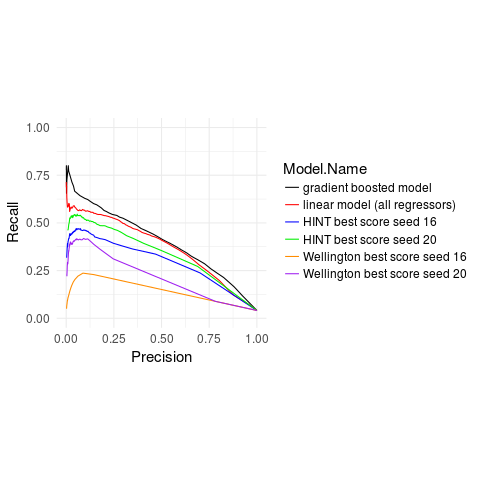 1.00
0.75
0.50
0.25
0.00
Recall
0.00 0.25 0.50 0.75 1.00
Precision
Model.Name
gradient boosted model
linear model (all regressors)
HINT best score seed 16
HINT best score seed 20
Wellington best score seed 16
Wellington best score seed 20